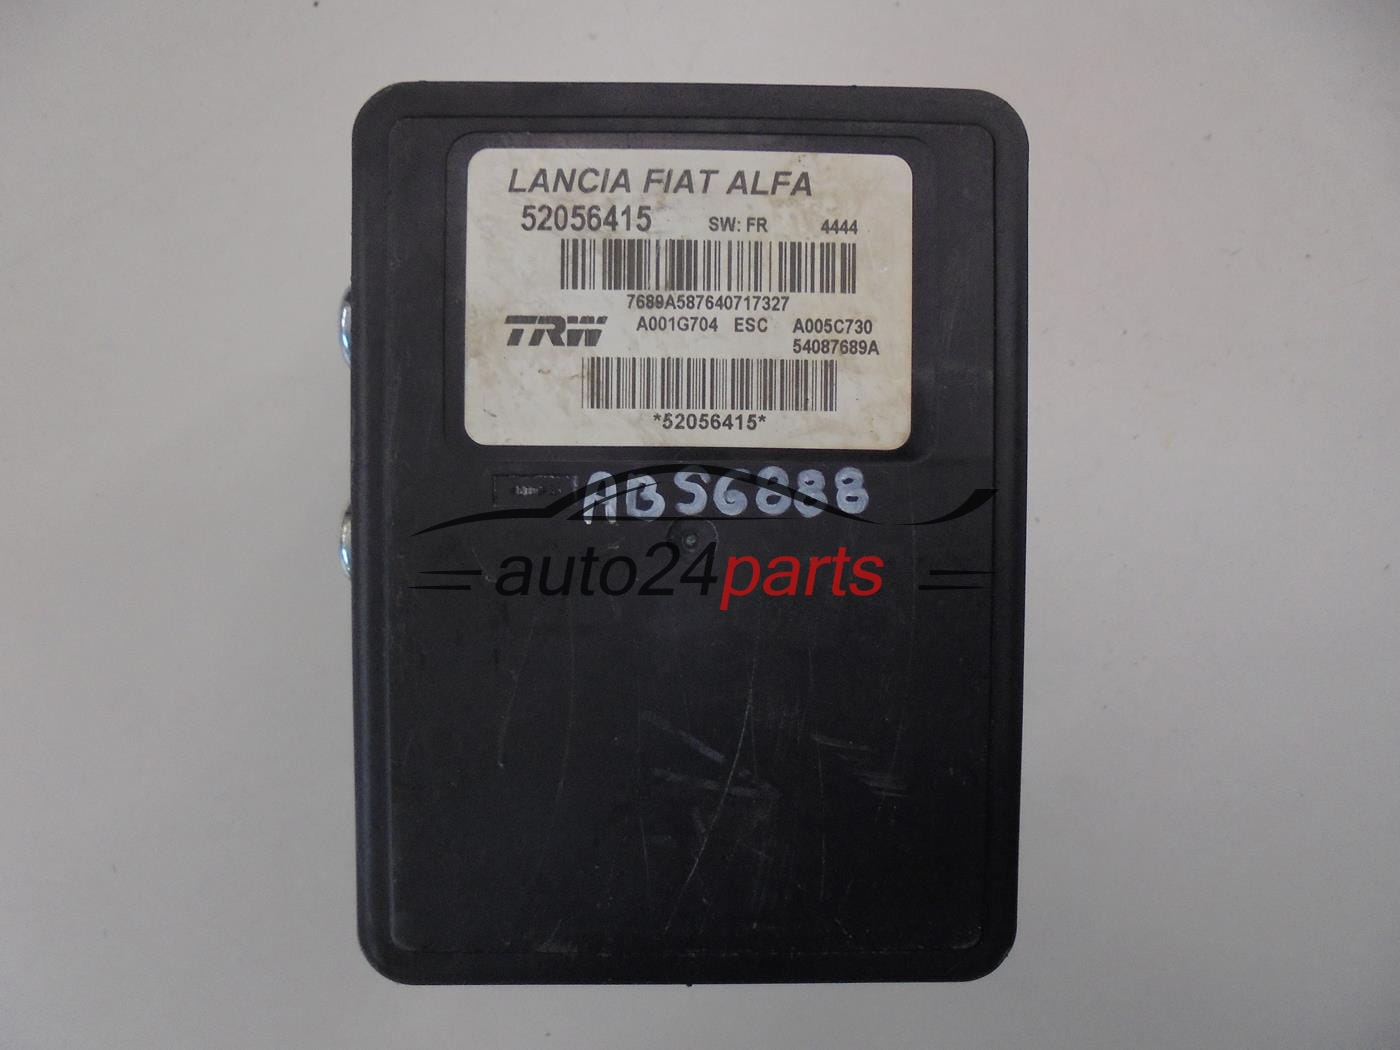 LANCIA FIAT ALFA
52056415 SW: FR 4444
7689A587640717327
TRW A001G704 ESC A005C730
54087689A
*52056415*
ABS6888
auto24parts